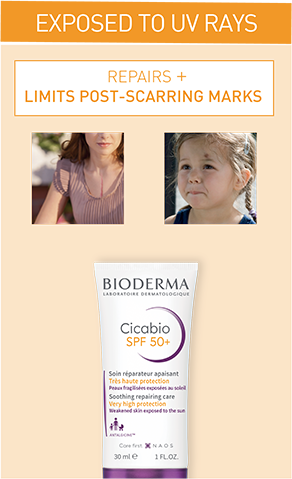 EXPOSED TO UV RAYS
REPAIRS +
LIMITS POST-SCARRING MARKS
BIODERMA
LABORATOIRE DERMATOLOGIQUE
Cicabio
SPF 50+
Soin réparateur apaisant
Très haute protection
Peaux fragilisées exposées au soleil
Soothing repairing care
Very high protection
Weakened skin exposed to the sun
ANTALGICINE™
Care first. NAOS
30 ml e 1 FL.OZ.